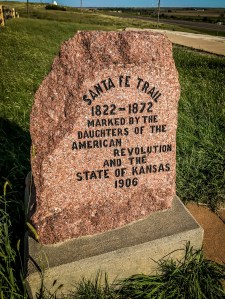 SANTA FE TRAIL
1822-1872
MARKED BY THE
DAUGHTERS OF THE
AMERICAN
REVOLUTION
AND THE
STATE OF KANSAS
1906